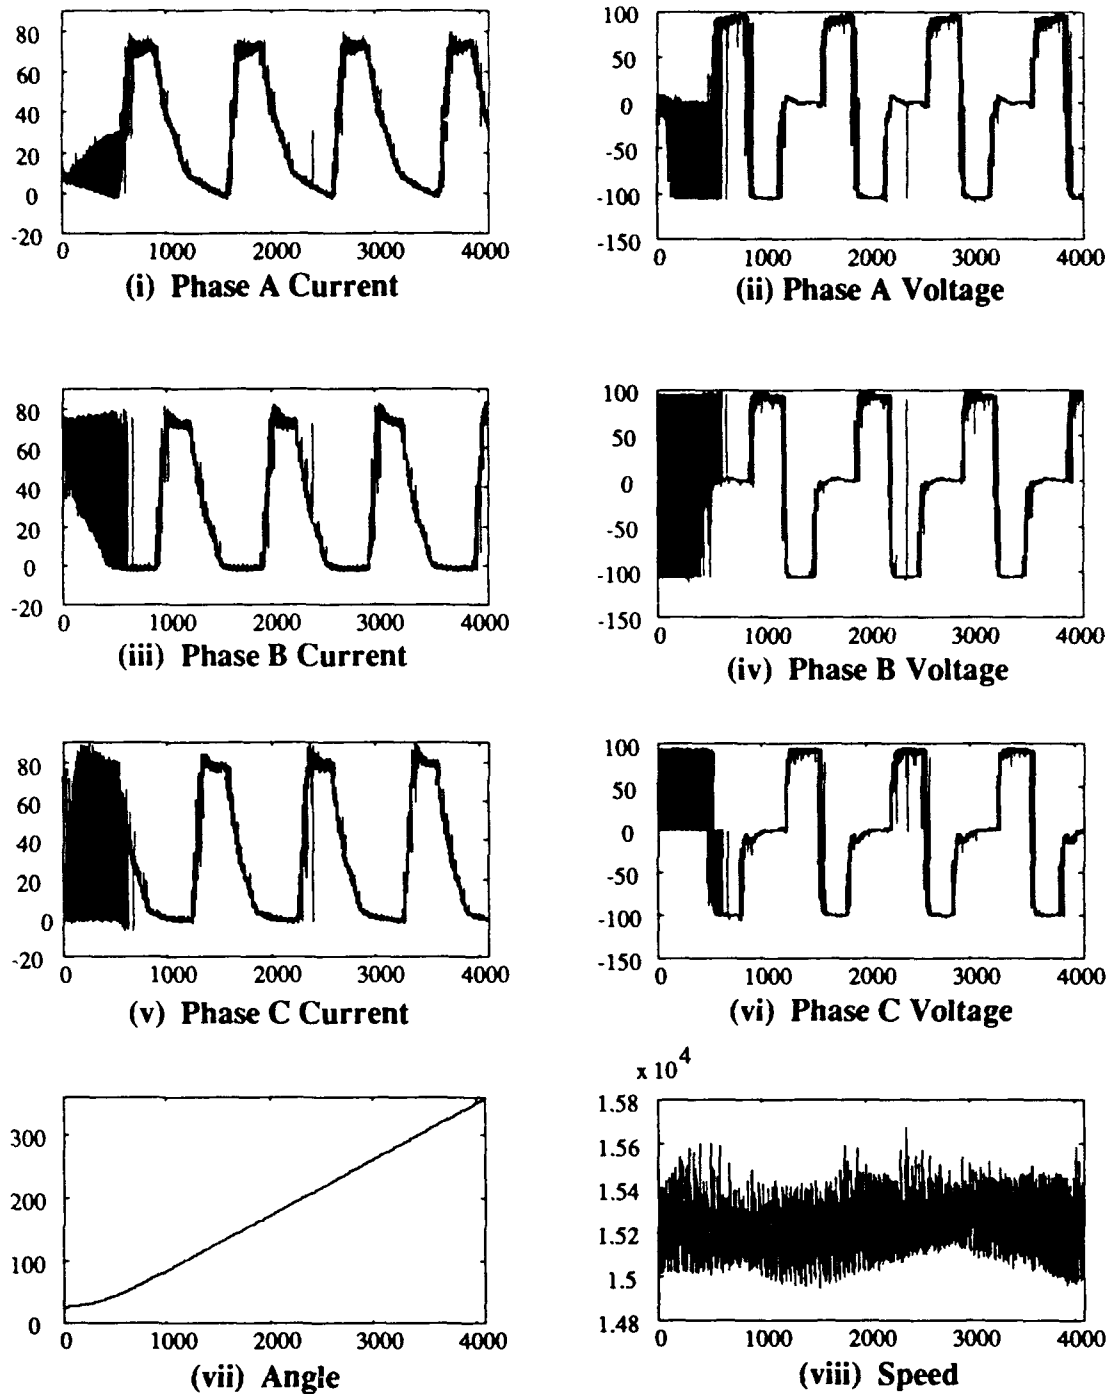 80
60
40
20
0
-20
0 1000 2000 3000 4000
(i) Phase A Current
100
50
0
-50
-100
-150
0 1000 2000 3000 4000
(ii) Phase A Voltage
80
60
40
20
0
-20
0 1000 2000 3000 4000
(iii) Phase B Current
100
50
0
-50
-100
-150
0 1000 2000 3000 4000
(iv) Phase B Voltage
80
60
40
20
0
-20
0 1000 2000 3000 4000
(v) Phase C Current
100
50
0
-50
-100
-150
0 1000 2000 3000 4000
(vi) Phase C Voltage
300
200
100
0
0 1000 2000 3000 4000
(vii) Angle
x 10^4
1.58
1.56
1.54
1.52
1.5
1.48
0 1000 2000 3000 4000
(viii) Speed